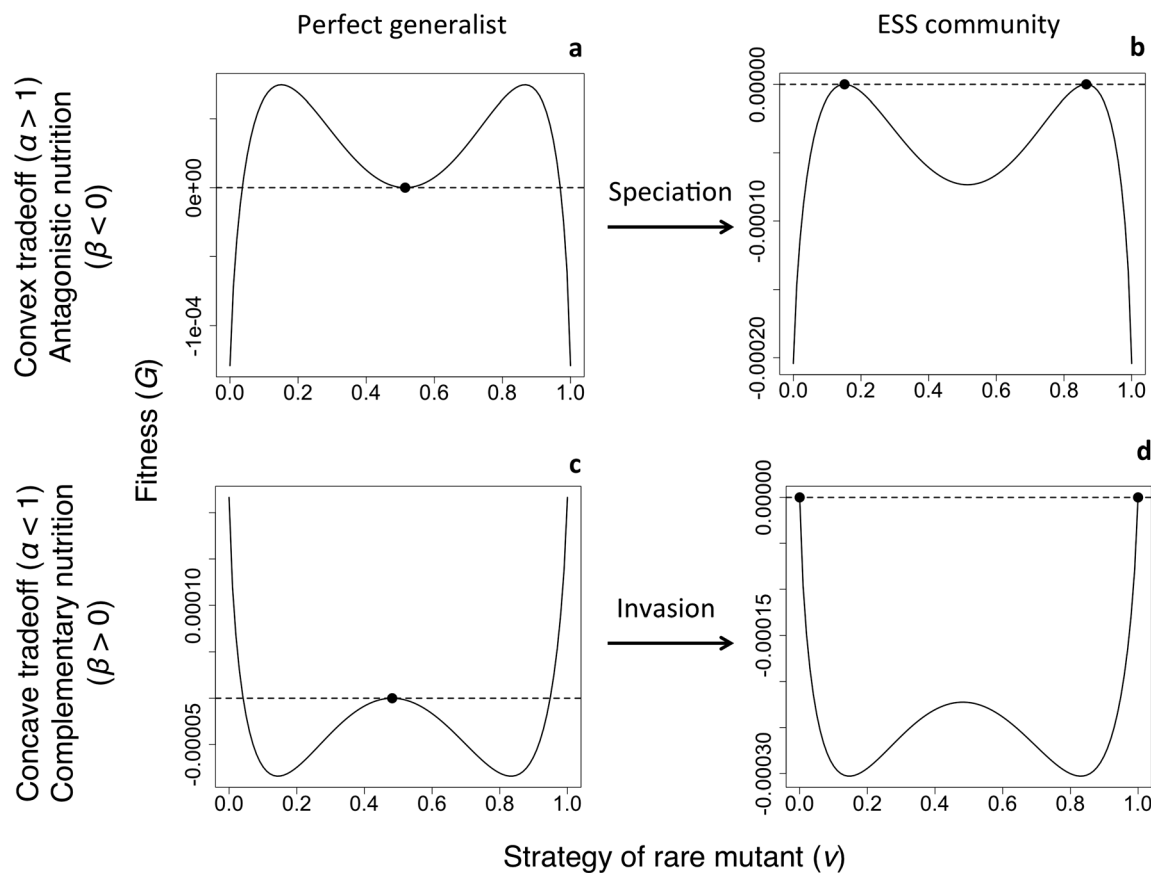 Perfect generalist
ESS community
a
b
Convex tradeoff (α > 1)
Antagonistic nutrition
(β < 0)
0e+00
-1e-04
0.0 0.2 0.4 0.6 0.8 1.0
Speciation
0.00000
-0.00010
-0.00020
0.0 0.2 0.4 0.6 0.8 1.0
Fitness (G)
c
d
Concave tradeoff (α < 1)
Complementary nutrition
(β > 0)
0.00010
-0.00005
0.0 0.2 0.4 0.6 0.8 1.0
Invasion
0.00000
-0.00015
-0.00030
0.0 0.2 0.4 0.6 0.8 1.0
Strategy of rare mutant (v)